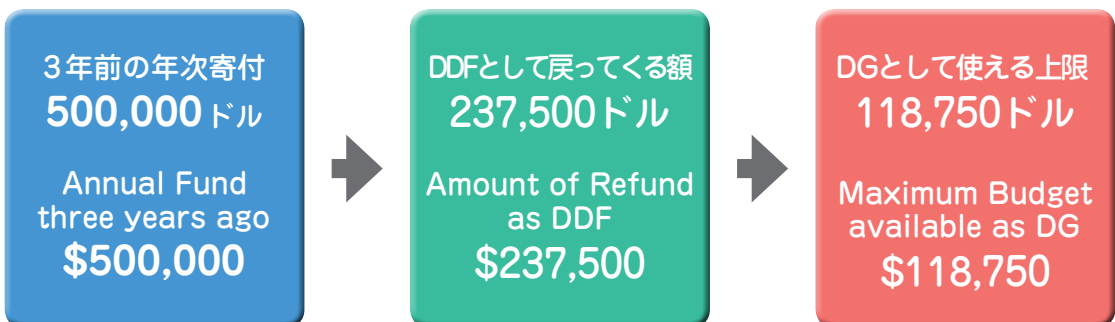 ３年前の年次寄付
500,000ドル
Annual Fund
three years ago
$500,000
DDFとして戻ってくる額
237,500ドル
Amount of Refund
as DDF
$237,500
DGとして使える上限
118,750ドル
Maximum Budget
available as DG
$118,750